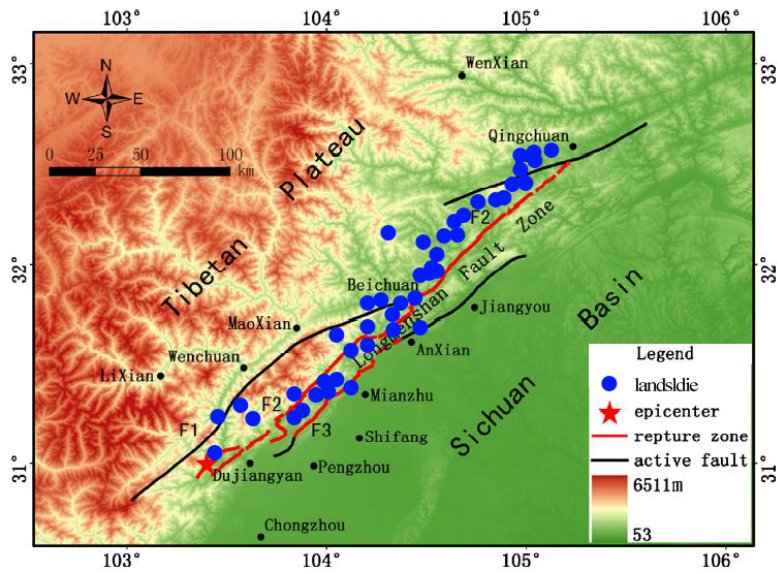 103° 104° 105° 106°
33° 33°
N
W E
S
0 25 50 100
km
WenXian
Qingchuan
Plateau
F2
Zone
Fault
Longmenshan
Tibetan
32° 32°
Beichuan
Basin
Jiangyou
MaoXian
AnXian
Wenchuan
LiXian
Mianzhu
Sichuan
F1
F2
F3
Shifang
31° 31°
Dujiangyan
Pengzhou
Chongzhou
Legend
landsldie
epicenter
repture zone
active fault
6511m
53
103° 104° 105° 106°